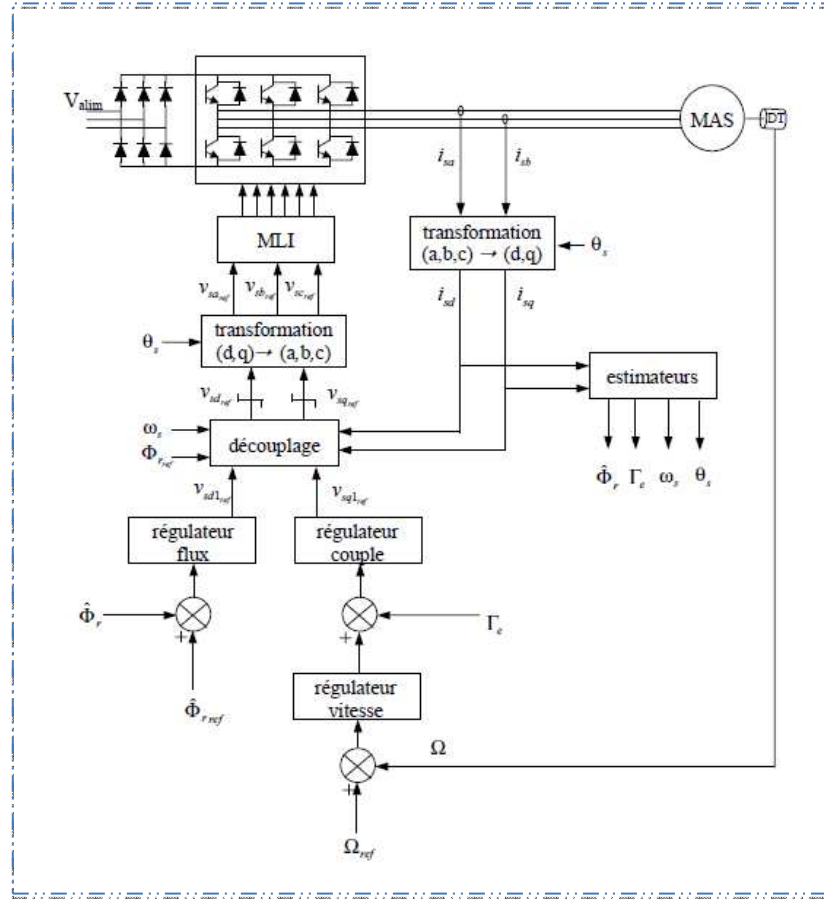 V_alim
MAS
DT
i_sa
i_sb
transformation
(a,b,c) → (d,q)
θ_s
MLI
i_sd
i_sq
v_sa_ref
v_sb_ref
v_sc_ref
transformation
(d,q)→ (a,b,c)
θ_s
estimateurs
v_sd_ref
v_sq_ref
ω_s
Φ_r_ref
découplage
Φ̂_r
Γ_e
ω_s
θ_s
v_sd1_ref
v_sq1_ref
régulateur
flux
régulateur
couple
Φ̂_r
+
+
Γ_e
Φ̂_r ref
régulateur
vitesse
Ω
+
Ω_ref